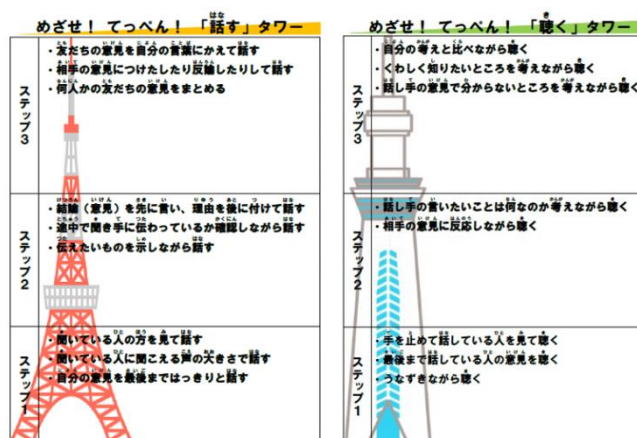 めざせ！ てっぺん！ 「話す」タワー
ステップ3
・友だちの意見を自分の言葉にかえて話す
・相手の意見につけたしたり反論したりして話す
・何人かの友だちの意見をまとめる
ステップ2
・結論（意見）を先に言い、理由を後に付けて話す
・途中で聞き手に伝わっているか確認しながら話す
・伝えたいものを示しながら話す
ステップ1
・聞いている人の方を見て話す
・聞いている人に聞こえる声の大きさで話す
・自分の意見を最後まではっきりと話す
めざせ！ てっぺん！ 「聴く」タワー
ステップ3
・自分の考えと比べながら聴く
・くわしく知りたいところを考えながら聴く
・話し手の意見で分からないところを考えながら聴く
ステップ2
・話し手の言いたいことは何なのか考えながら聴く
・相手の意見に反応しながら聴く
ステップ1
・手を止めて話している人を見て聴く
・最後まで話している人の意見を聴く
・うなずきながら聴く